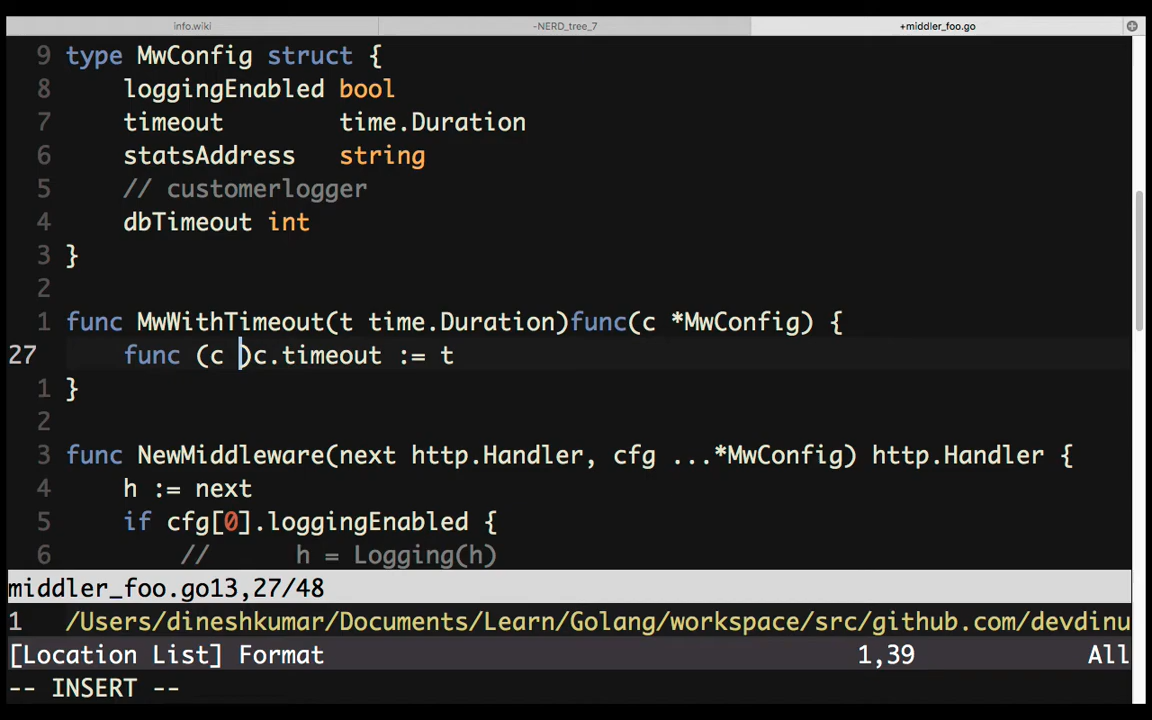 info.wiki -NERD_tree_7 +middler_foo.go
9 type MwConfig struct {
8 loggingEnabled bool
7 timeout time.Duration
6 statsAddress string
5 // customerlogger
4 dbTimeout int
3 }
2
1 func MwWithTimeout(t time.Duration)func(c *MwConfig) {
27 func (c )c.timeout := t
1 }
2
3 func NewMiddleware(next http.Handler, cfg ...*MwConfig) http.Handler {
4 h := next
5 if cfg[0].loggingEnabled {
6 // h = Logging(h)
middler_foo.go13,27/48
1 /Users/dineshkumar/Documents/Learn/Golang/workspace/src/github.com/devdinu
[Location List] Format 1,39 All
-- INSERT --